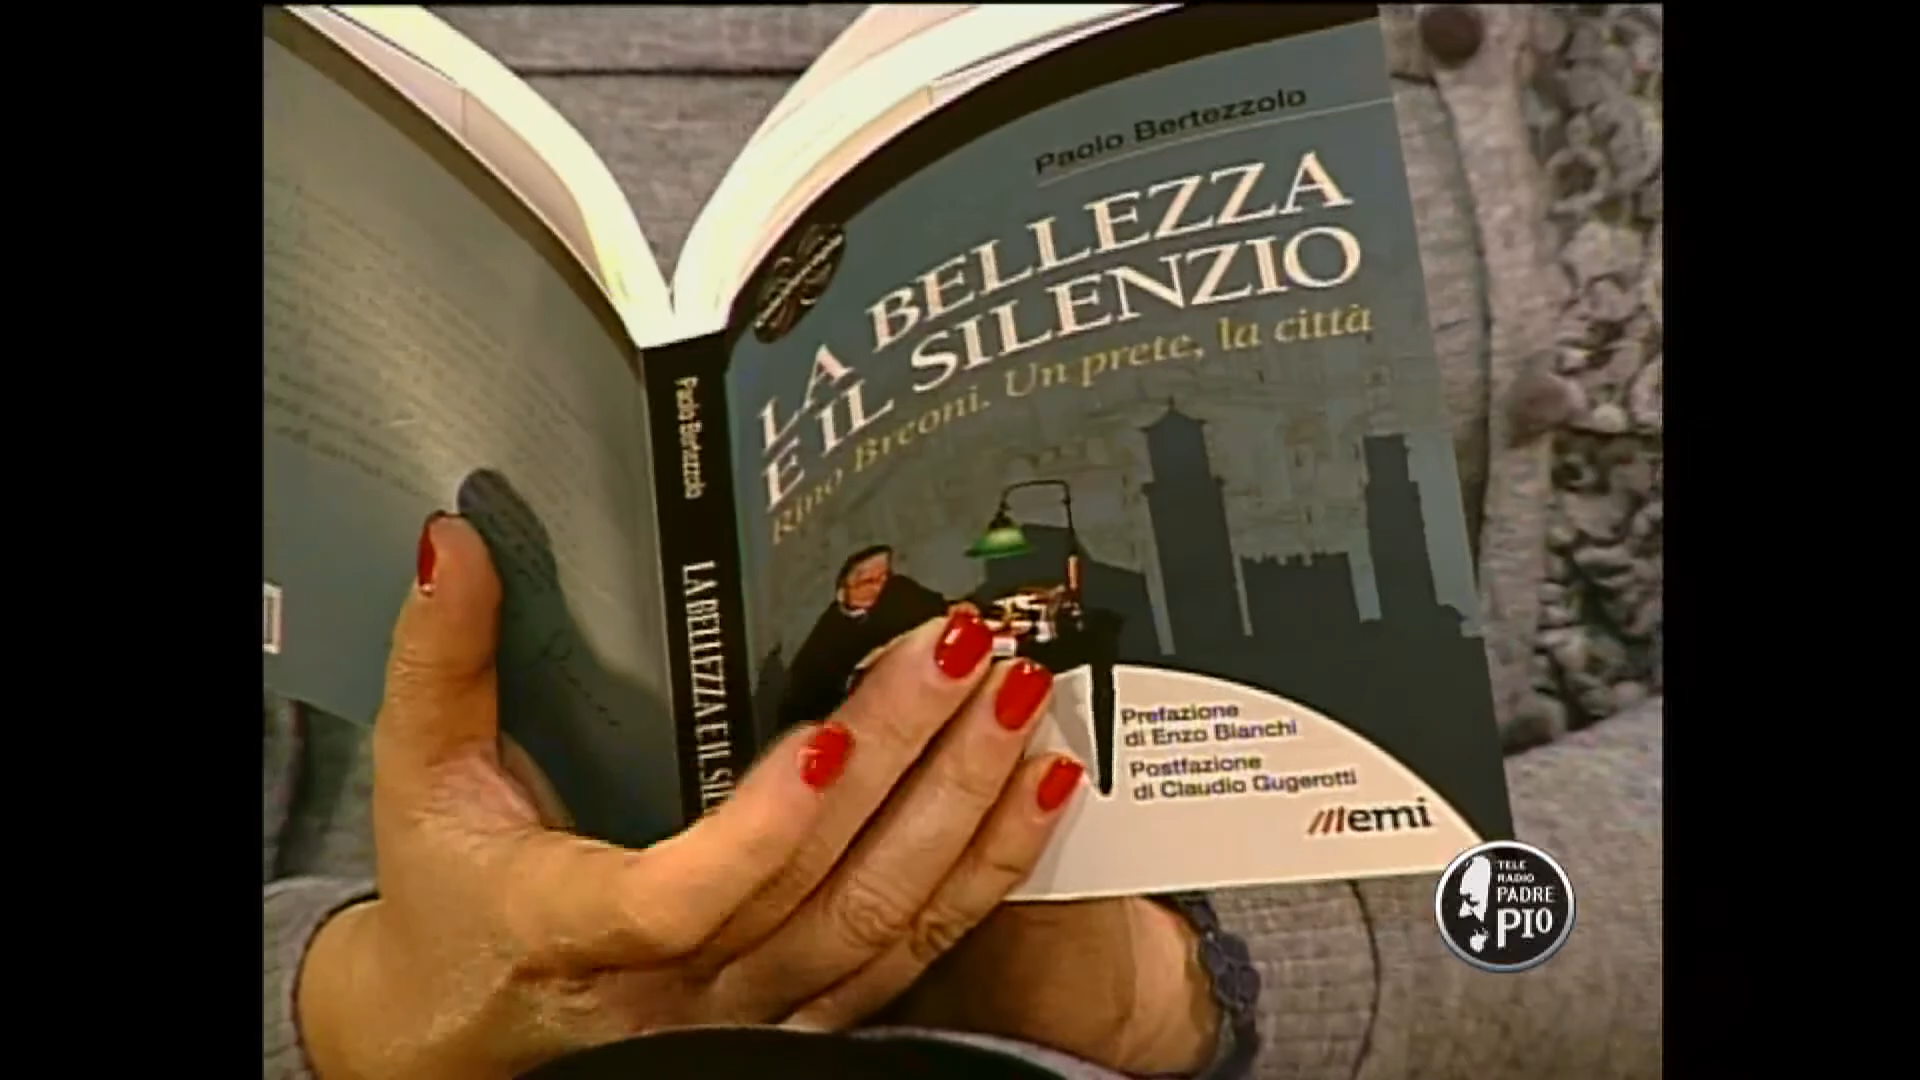 Paolo Bertezzolo
LA BELLEZZA
E IL SILENZIO
Rino Breoni. Un prete, la città
Prefazione
di Enzo Bianchi
Postfazione
di Claudio Gugerotti
emi
Paolo Bertezzolo
LA BELLEZZA E IL SILE
TELE
RADIO
PADRE
PIO